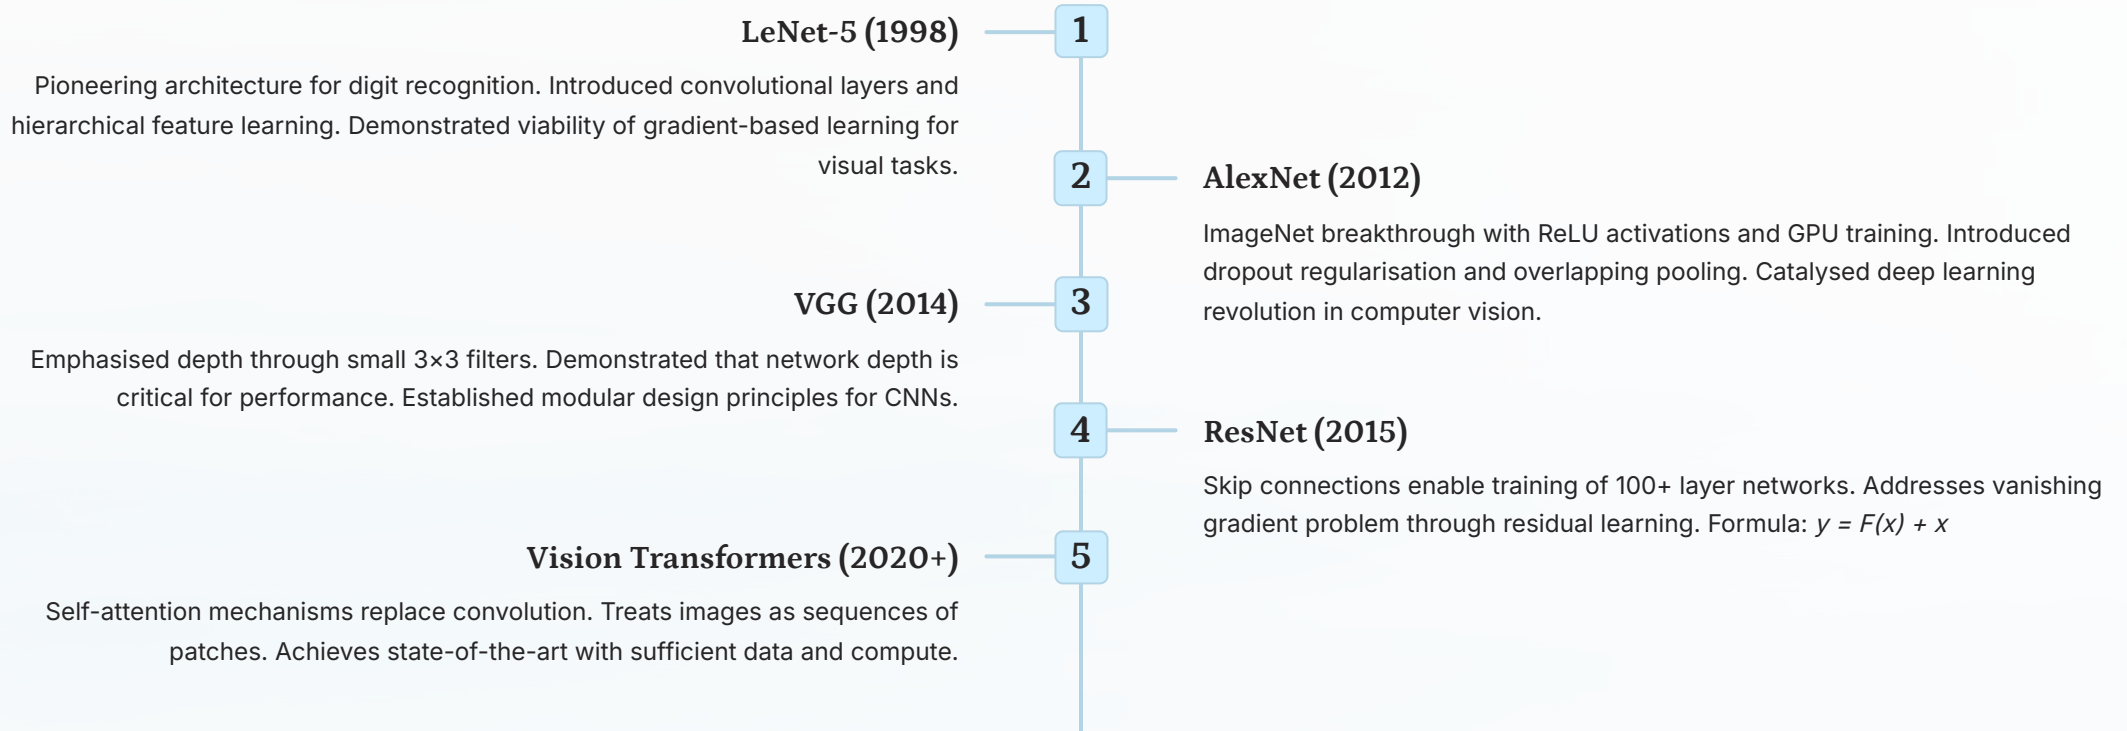 LeNet-5 (1998)
1
Pioneering architecture for digit recognition. Introduced convolutional layers and
hierarchical feature learning. Demonstrated viability of gradient-based learning for
visual tasks.
2
AlexNet (2012)
ImageNet breakthrough with ReLU activations and GPU training. Introduced
dropout regularisation and overlapping pooling. Catalysed deep learning
revolution in computer vision.
VGG (2014)
3
Emphasised depth through small 3×3 filters. Demonstrated that network depth is
critical for performance. Established modular design principles for CNNs.
4
ResNet (2015)
Skip connections enable training of 100+ layer networks. Addresses vanishing
gradient problem through residual learning. Formula: y = F(x) + x
Vision Transformers (2020+)
5
Self-attention mechanisms replace convolution. Treats images as sequences of
patches. Achieves state-of-the-art with sufficient data and compute.